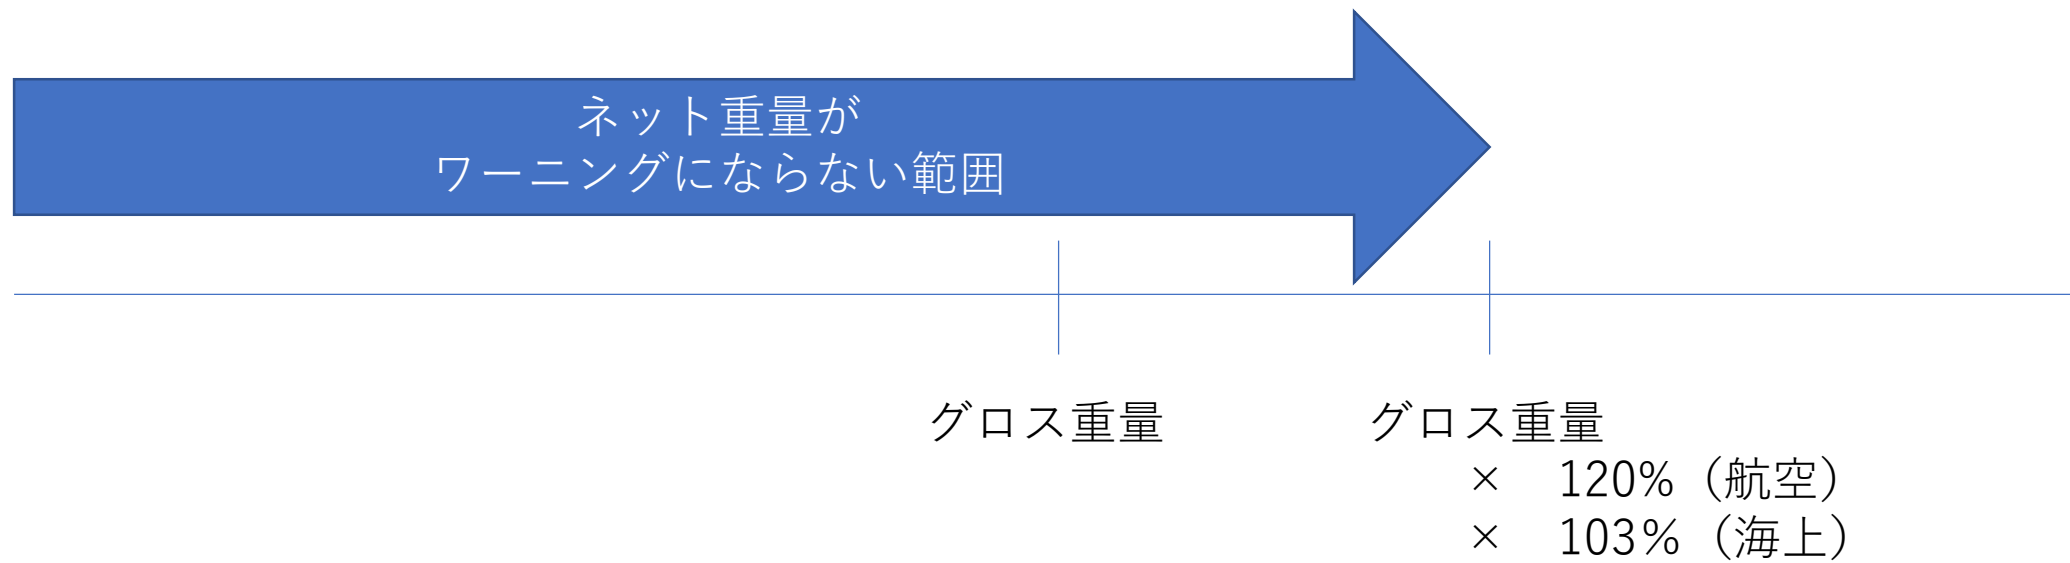 ネット重量が
ワーニングにならない範囲
グロス重量
グロス重量
× 120%（航空）
× 103%（海上）